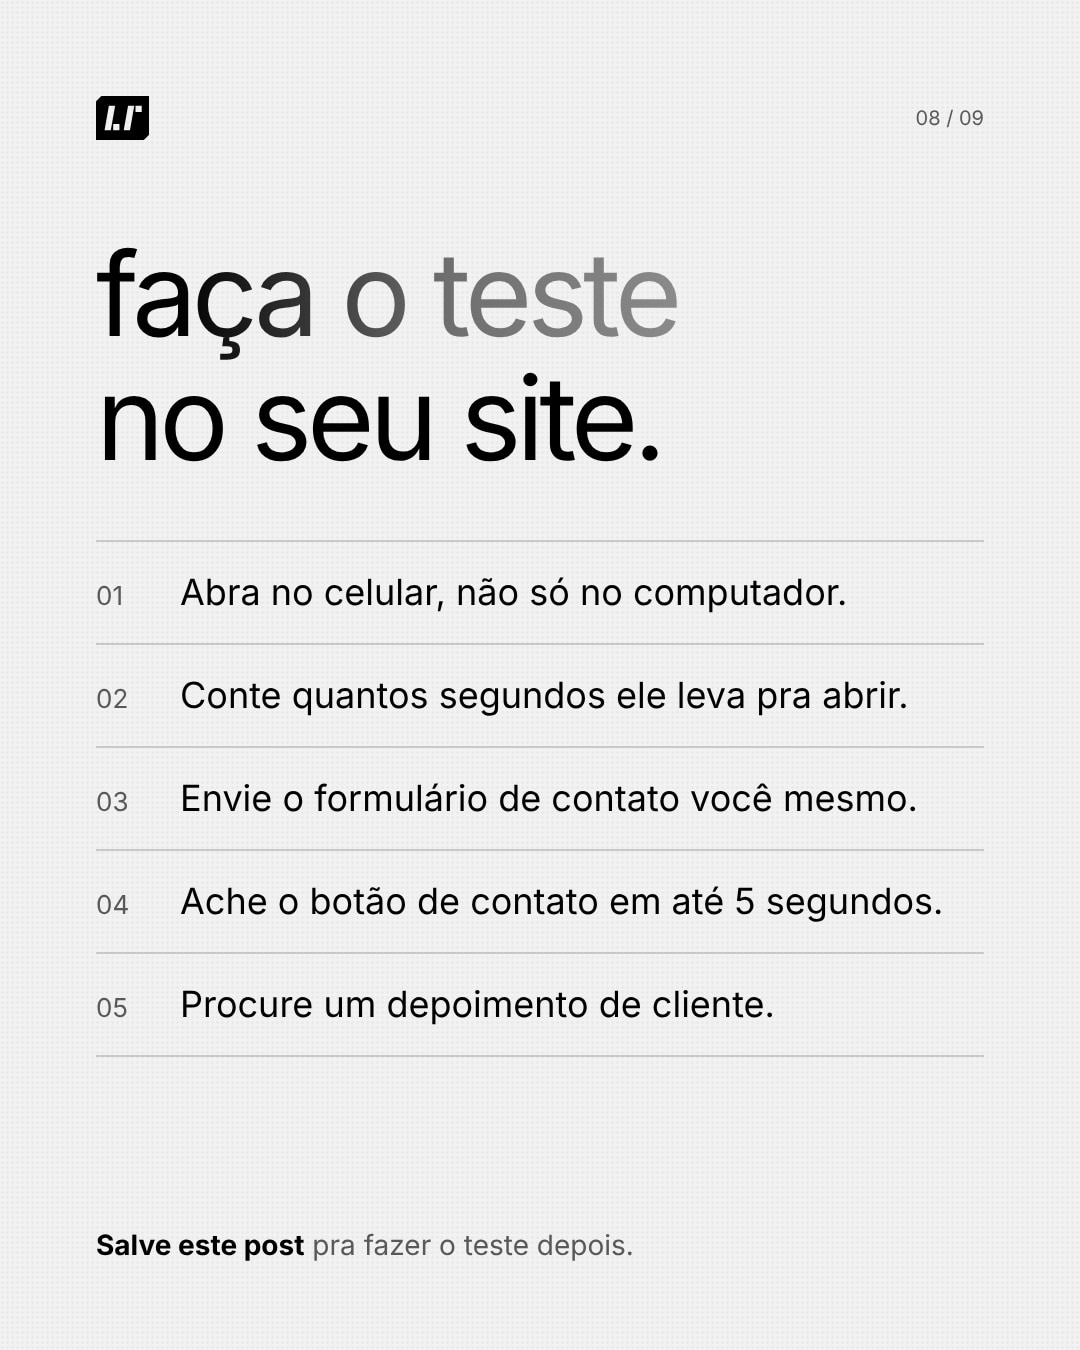 LT
08 / 09
faça o teste
no seu site.
01 Abra no celular, não só no computador.
02 Conte quantos segundos ele leva pra abrir.
03 Envie o formulário de contato você mesmo.
04 Ache o botão de contato em até 5 segundos.
05 Procure um depoimento de cliente.
Salve este post pra fazer o teste depois.